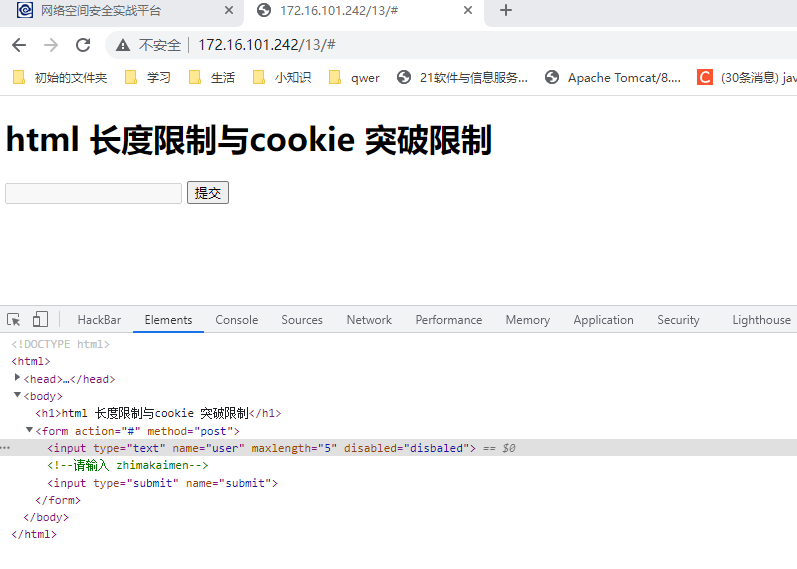 网络空间安全实战平台 172.16.101.242/13/#
不安全 172.16.101.242/13/#
初始的文件夹 学习 生活 小知识 qwer 21软件与信息服务... Apache Tomcat/8.... (30条消息) jav
html 长度限制与cookie 突破限制
提交
HackBar Elements Console Sources Network Performance Memory Application Security Lighthouse
<!DOCTYPE html>
<html>
<head>…</head>
<body>
<h1>html 长度限制与cookie 突破限制</h1>
<form action="#" method="post">
<input type="text" name="user" maxlength="5" disabled="disbaled"> == $0
<!--请输入 zhimakaimen-->
<input type="submit" name="submit">
</form>
</body>
</html>